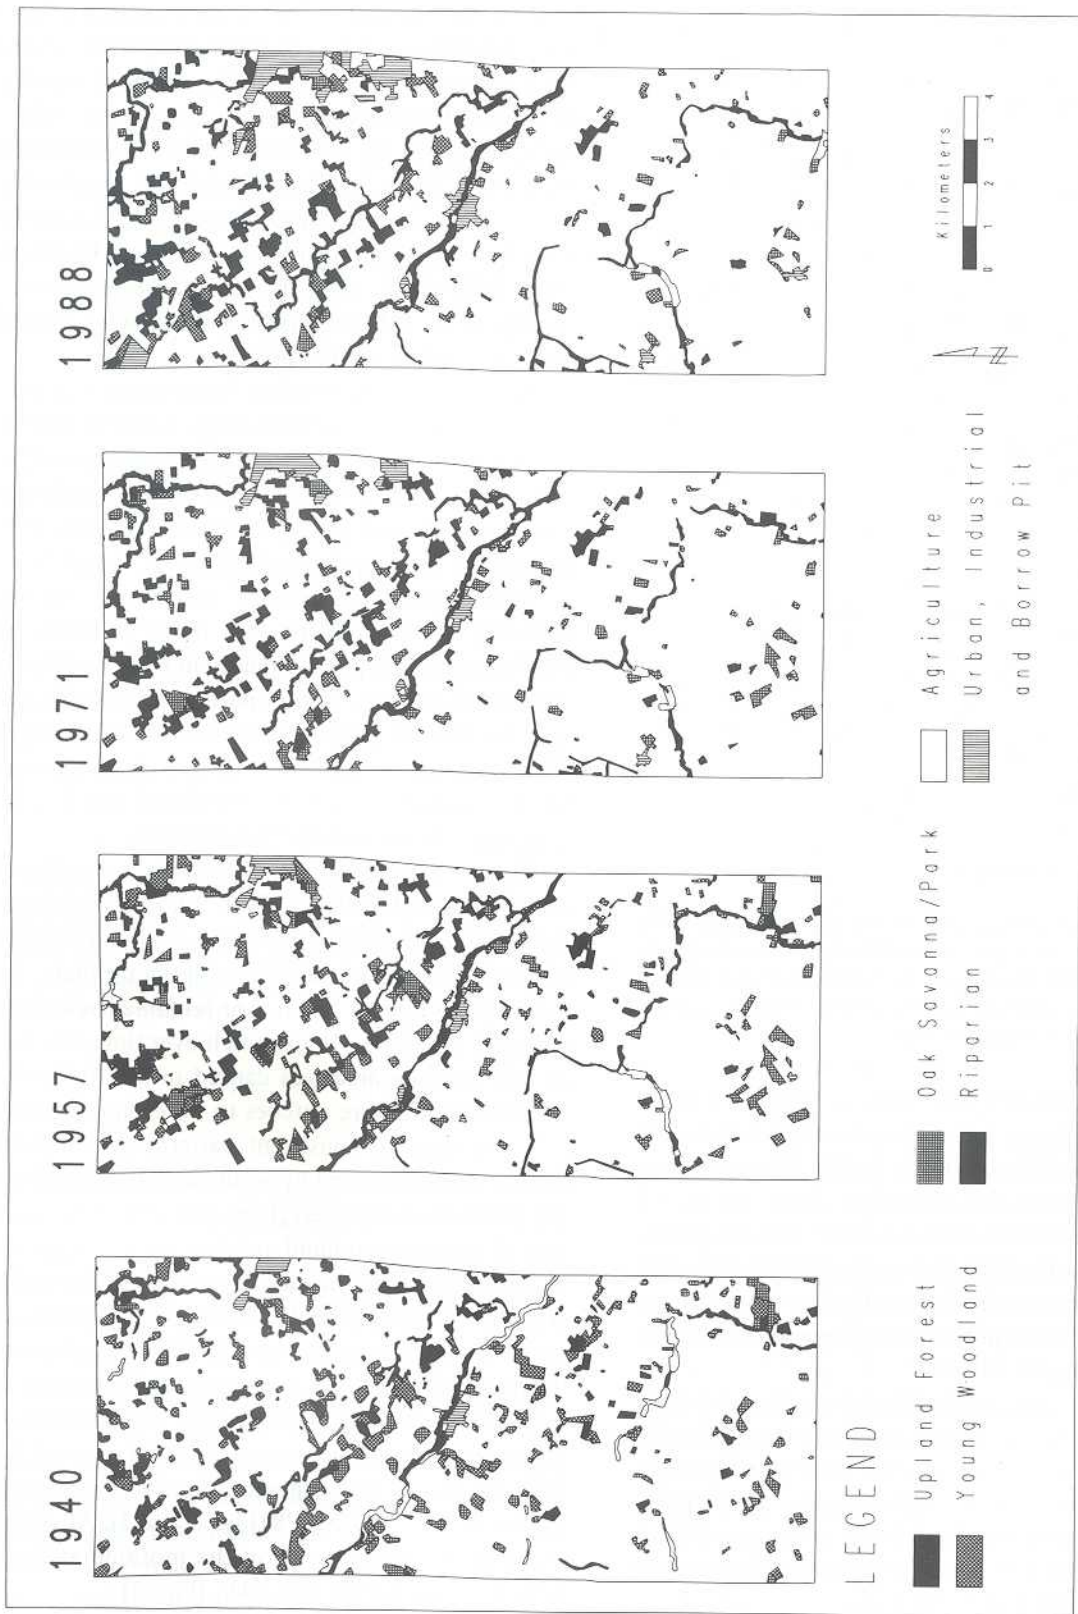 1940
1957
1971
1988
LEGEND
Upland Forest
Young Woodland
Oak Savanna/Park
Riparian
Agriculture
Urban, Industrial
and Borrow Pit
N
Kilometers
0 1 2 3 4